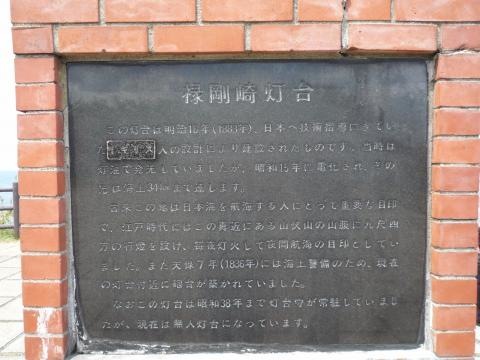 禄剛崎灯台
この灯台は明治16年(1883年)、日本へ技術指導にきてい
た 人の設計により建設されたものです。当時は
灯油で発光していましたが、昭和15年に電化され、その
光は海上34㎞まで達します。
古来この地は日本海を航海する人にとって重要な目印
で、江戸時代にはこの奥近にある山伏山の山腹に九尺四
方の行燈を設け、毎夜灯火して夜間航海の目印としてい
ました。また天保7年(1836年)には海上警備のため、現在
の灯台付近に砲台が築かれていました。
なおこの灯台は昭和38年まで灯台守が常駐していまし
たが、現在は無人灯台になっています。